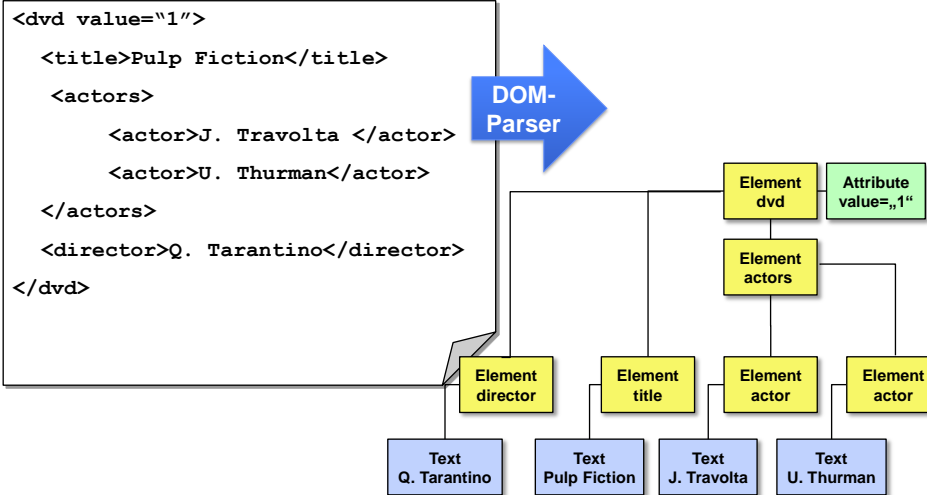 <dvd value=“1”>
<title>Pulp Fiction</title>
<actors>
<actor>J. Travolta </actor>
<actor>U. Thurman</actor>
</actors>
<director>Q. Tarantino</director>
</dvd>
DOM-
Parser
Element
dvd
Attribute
value=„1“
Element
actors
Element
director
Element
title
Element
actor
Element
actor
Text
Q. Tarantino
Text
Pulp Fiction
Text
J. Travolta
Text
U. Thurman